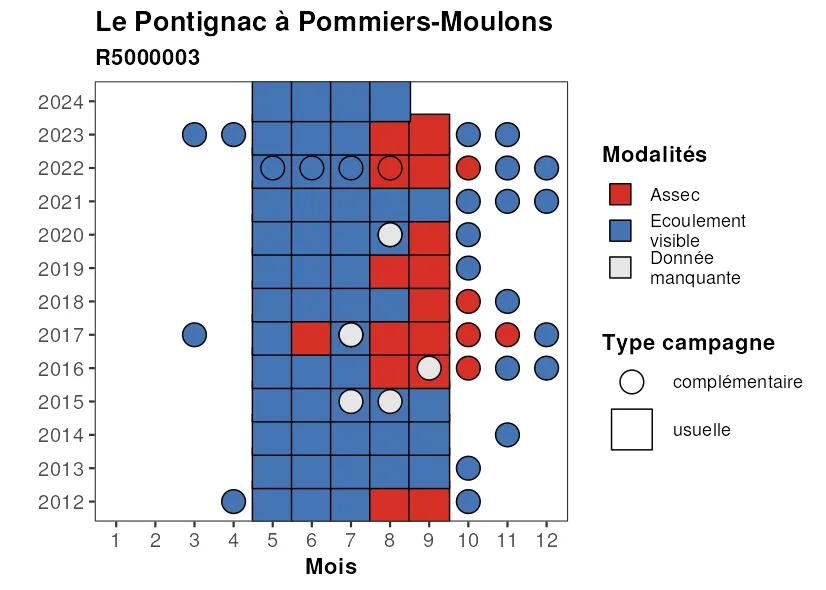 Le Pontignac à Pommiers-Moulons
R5000003
2024
2023
2022
2021
2020
2019
2018
2017
2016
2015
2014
2013
2012
1 2 3 4 5 6 7 8 9 10 11 12
Mois
Modalités
Assec
Ecoulement
visible
Donnée
manquante
Type campagne
complémentaire
usuelle